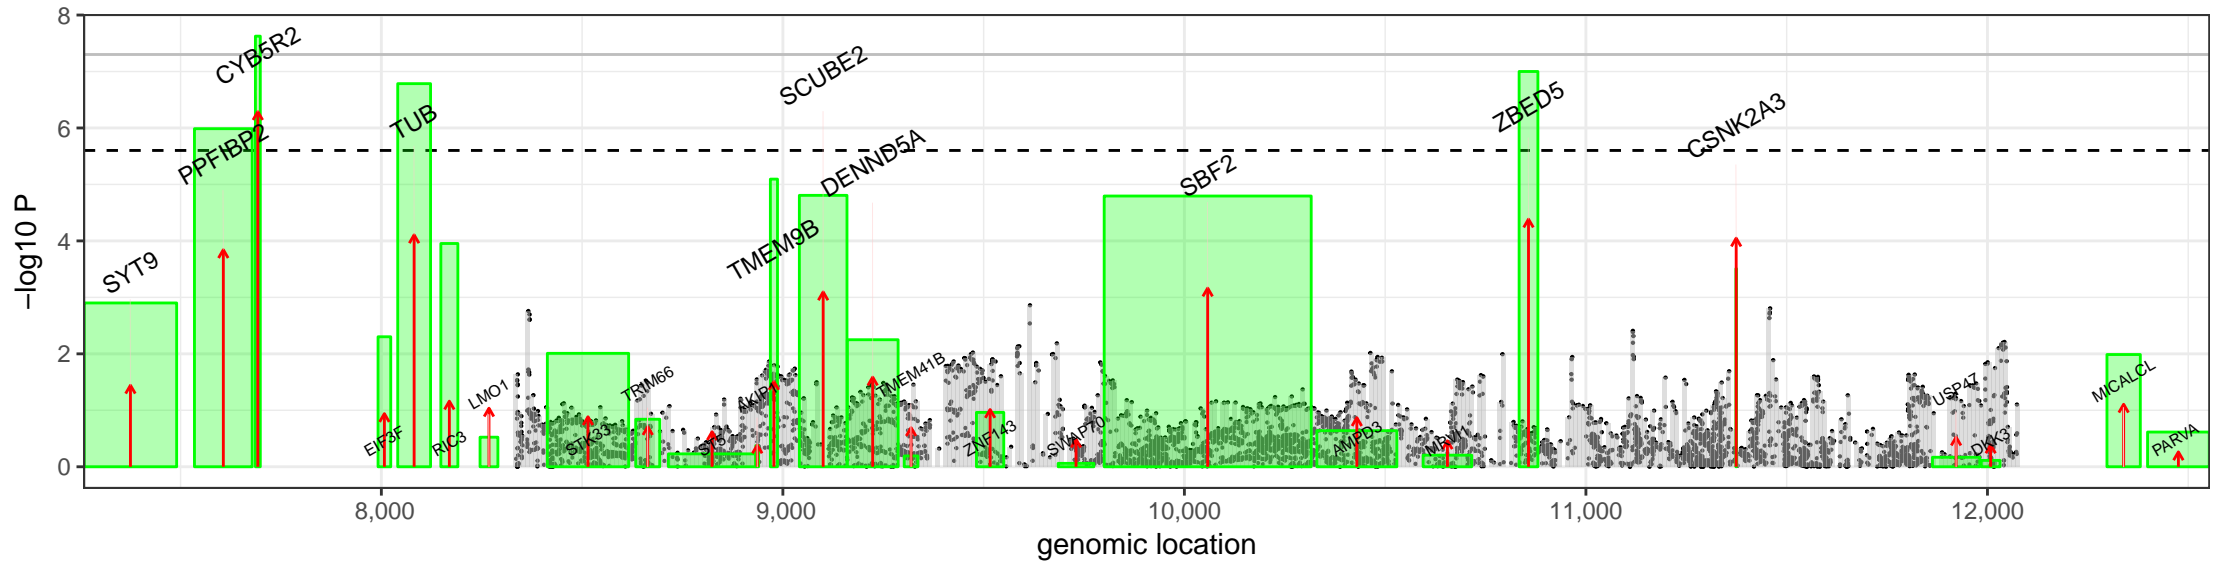 8
6
4
2
0
−log10 P
CYB5R2
SCUBE2
TUB
ZBED5
CSNK2A3
PPFIBP2
DENND5A
SBF2
SYT9
TMEM9B
LMO1
TRIM66
AKIP1
TMEM41B
USP47
MICALCL
EIF3F
RIC3
STK33
ST5
ZNF143
SWAP70
AMPD3
MRVI1
DKK3
PARVA
8,000
9,000
10,000
11,000
12,000
genomic location